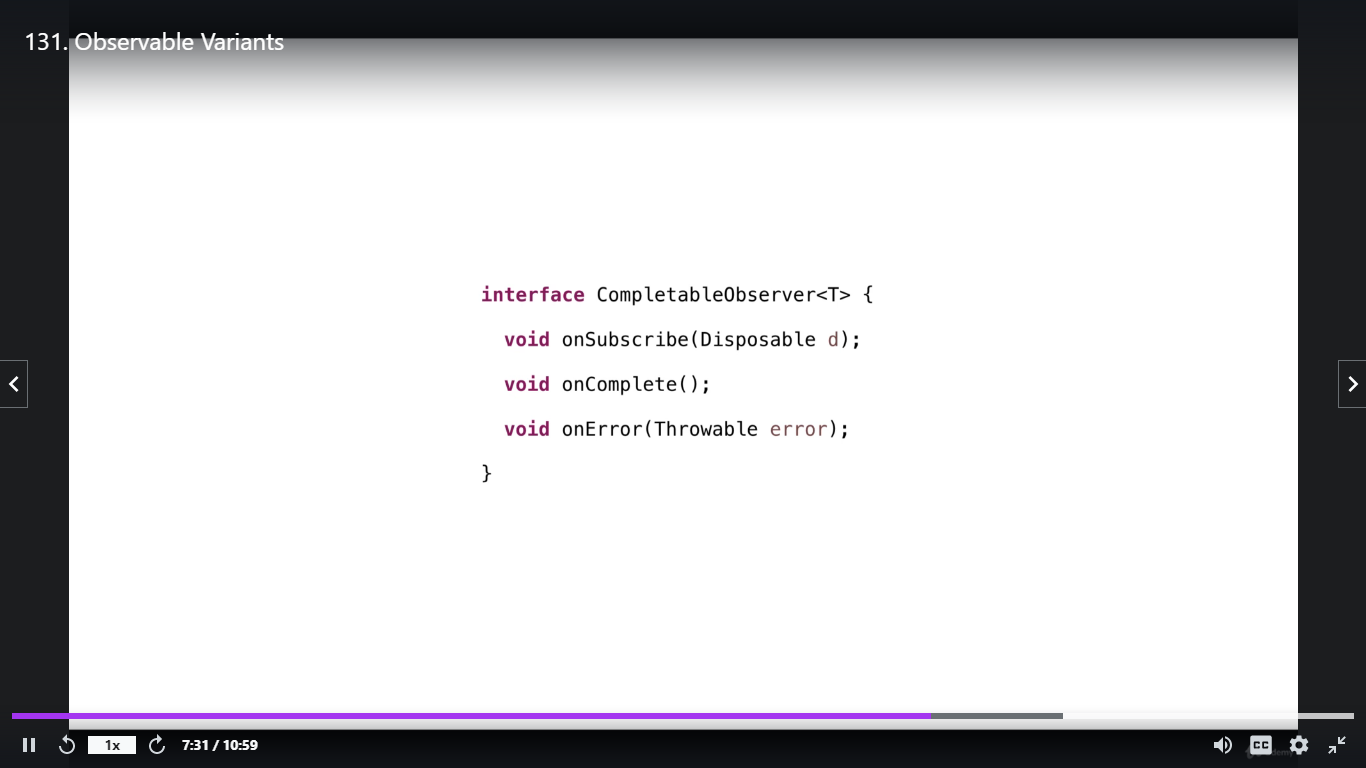 131. Observable Variants
interface CompletableObserver<T> {
void onSubscribe(Disposable d);
void onComplete();
void onError(Throwable error);
}
1x
7:31 / 10:59
CC